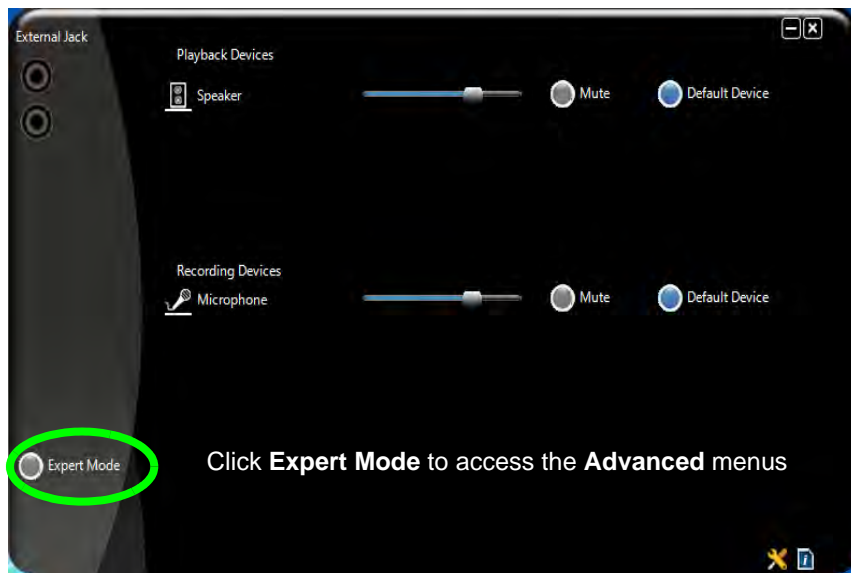 External Jack
Playback Devices
Speaker
Mute
Default Device
Recording Devices
Microphone
Mute
Default Device
Expert Mode
Click Expert Mode to access the Advanced menus